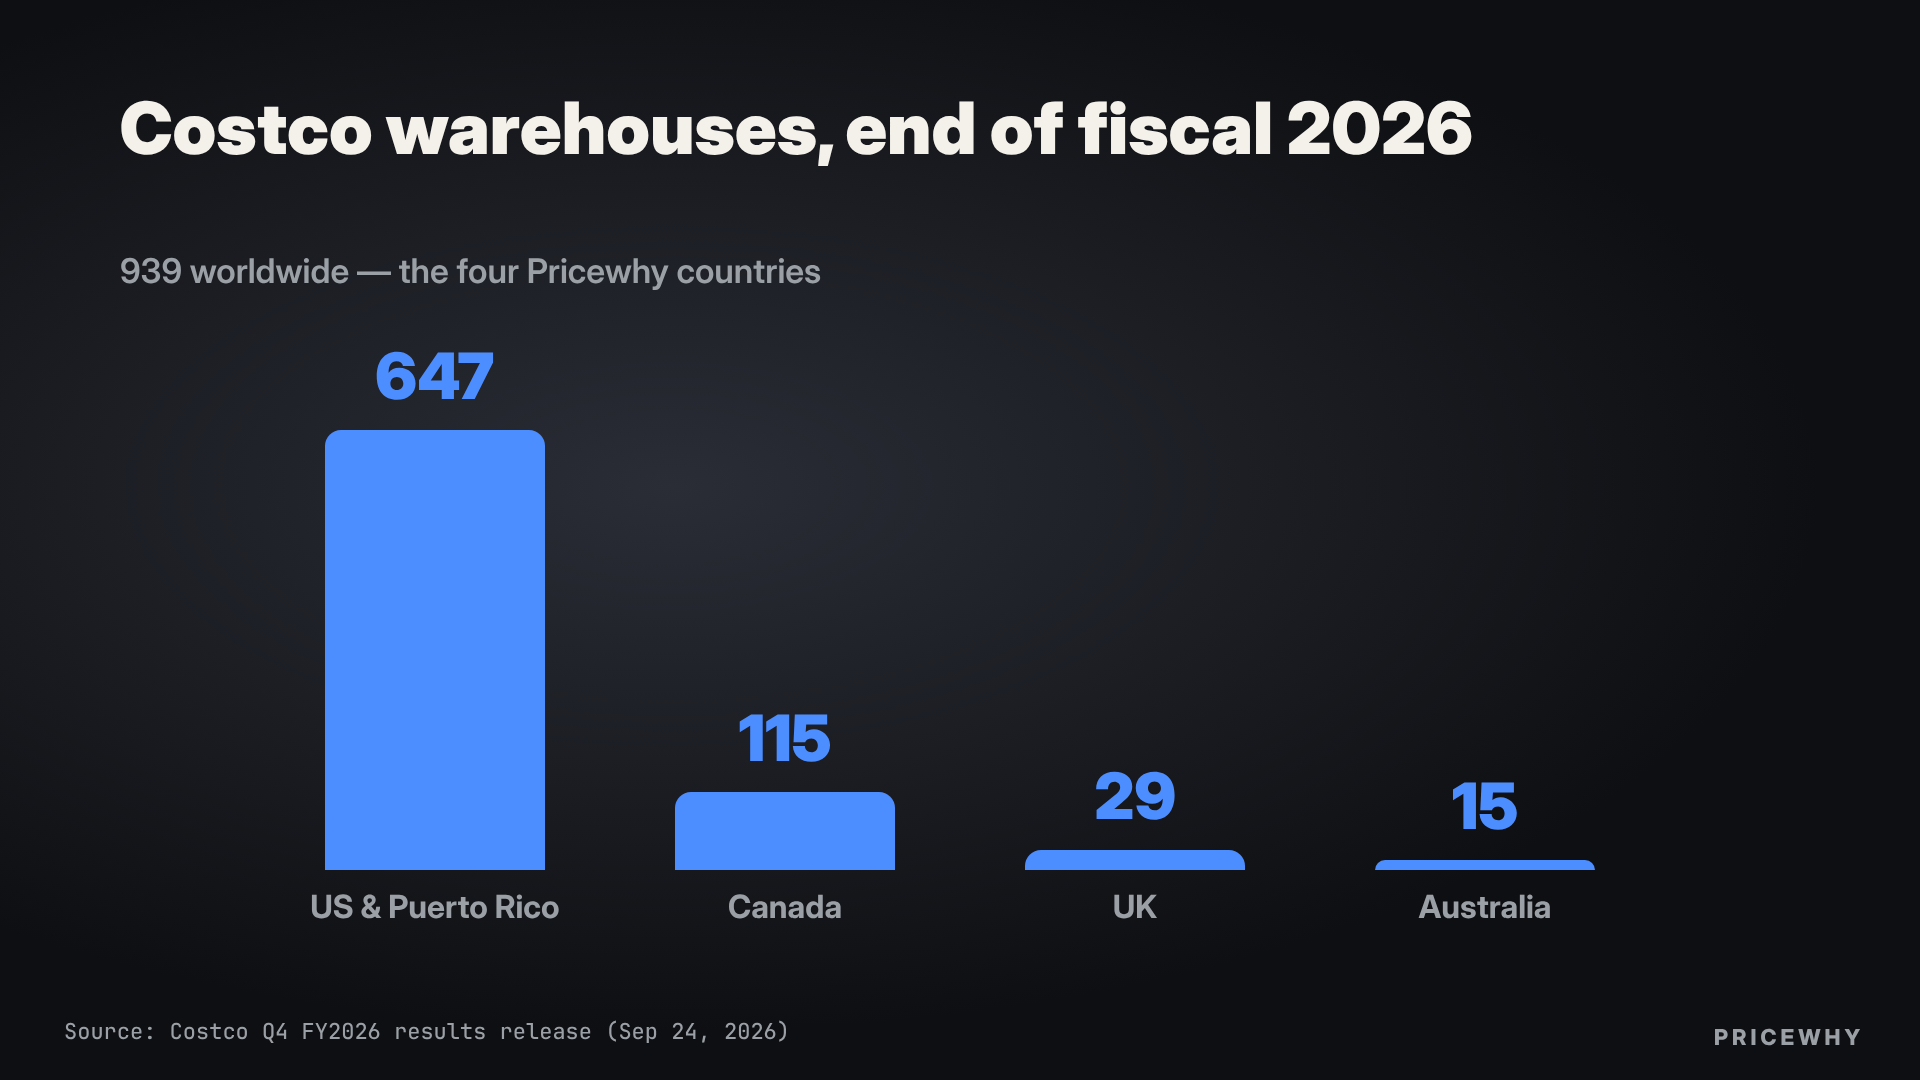 Costco warehouses, end of fiscal 2026
939 worldwide — the four Pricewhy countries
647
115
29
15
US & Puerto Rico
Canada
UK
Australia
Source: Costco Q4 FY2026 results release (Sep 24, 2026)
PRICEWHY